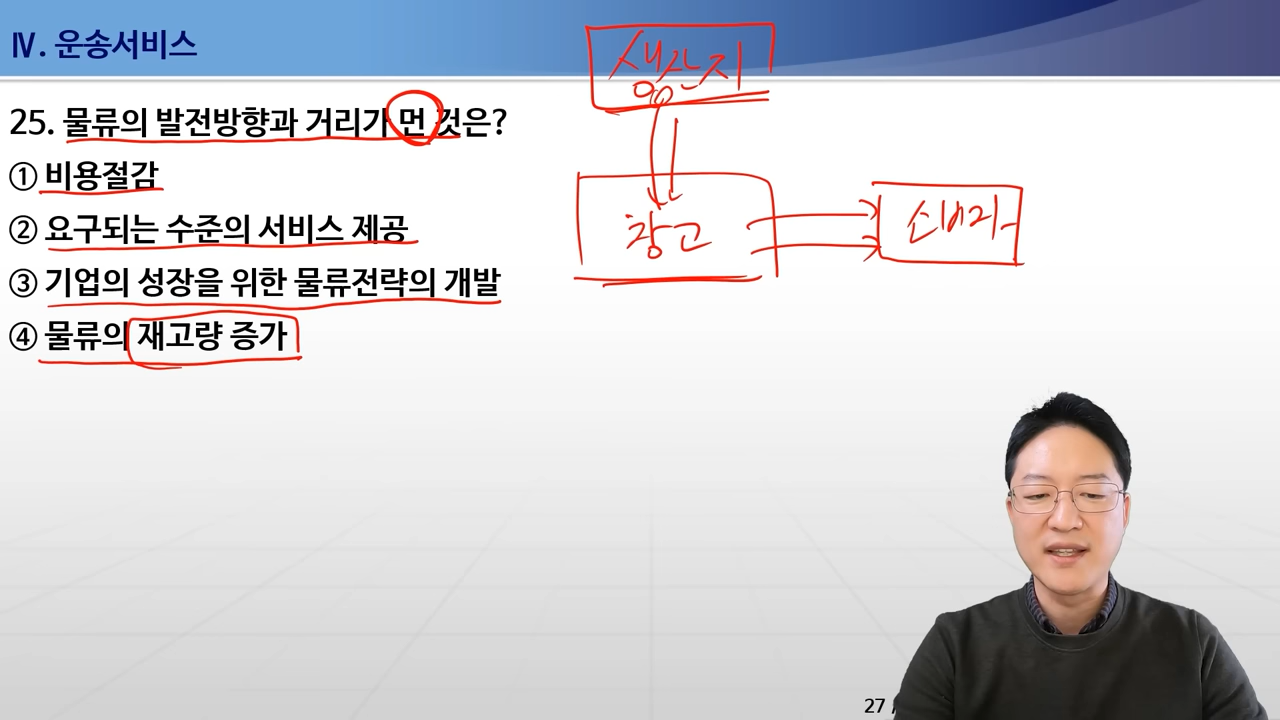 Ⅳ. 운송서비스
25. 물류의 발전방향과 거리가 먼 것은?
① 비용절감
② 요구되는 수준의 서비스 제공
③ 기업의 성장을 위한 물류전략의 개발
④ 물류의 재고량 증가
생산지
창고
소비자
27 /